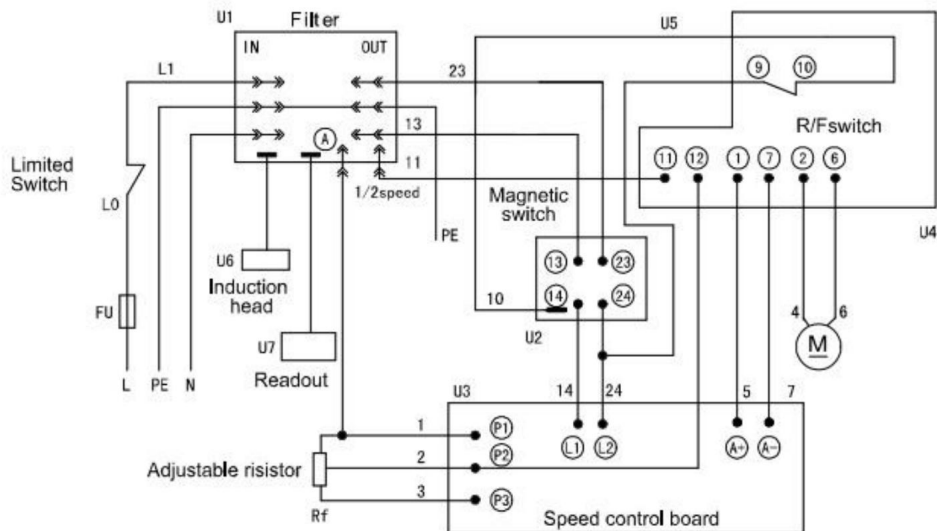 U1
Filter
IN
OUT
L1
23
U5
9
10
R/Fswitch
A
13
11
1/2speed
11
12
1
7
2
6
U4
Limited
Switch
L0
FU
L
PE
N
U6
Induction
head
U7
Readout
PE
Magnetic
switch
13
23
14
24
10
U2
4
6
M
U3
14
24
5
7
1
P1
L1
L2
A+
A-
2
P2
3
P3
Adjustable risistor
Rf
Speed control board